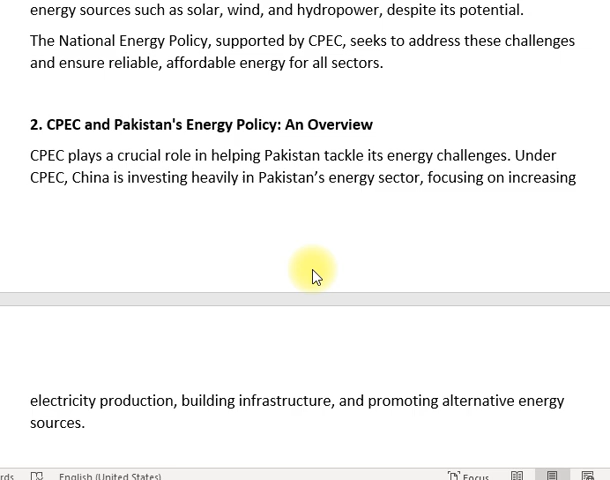 energy sources such as solar, wind, and hydropower, despite its potential.
The National Energy Policy, supported by CPEC, seeks to address these challenges
and ensure reliable, affordable energy for all sectors.
2. CPEC and Pakistan's Energy Policy: An Overview
CPEC plays a crucial role in helping Pakistan tackle its energy challenges. Under
CPEC, China is investing heavily in Pakistan’s energy sector, focusing on increasing
electricity production, building infrastructure, and promoting alternative energy
sources.
rds English (United States) Focus